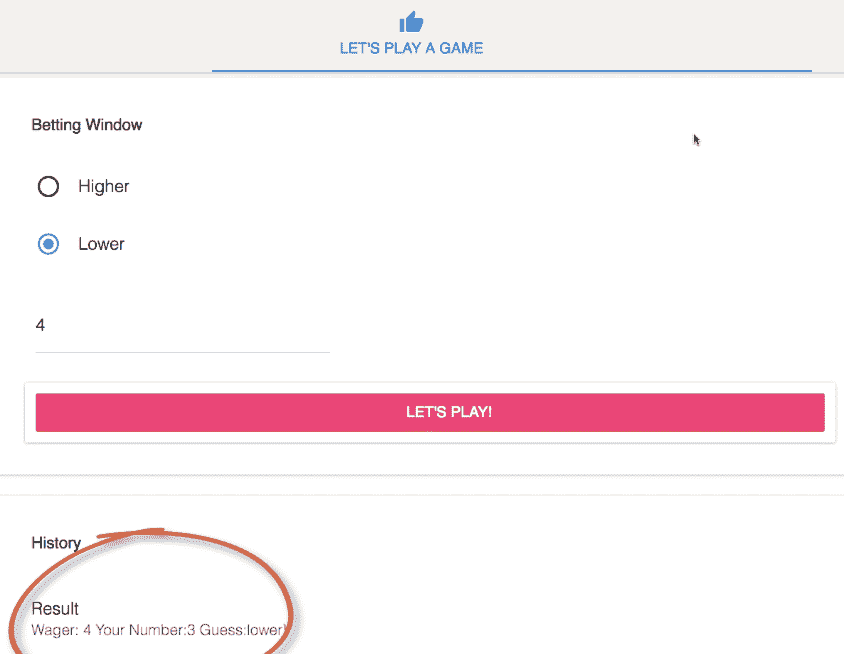 LET'S PLAY A GAME
Betting Window
Higher
Lower
4
LET'S PLAY!
History
Result
Wager: 4 Your Number:3 Guess:lower